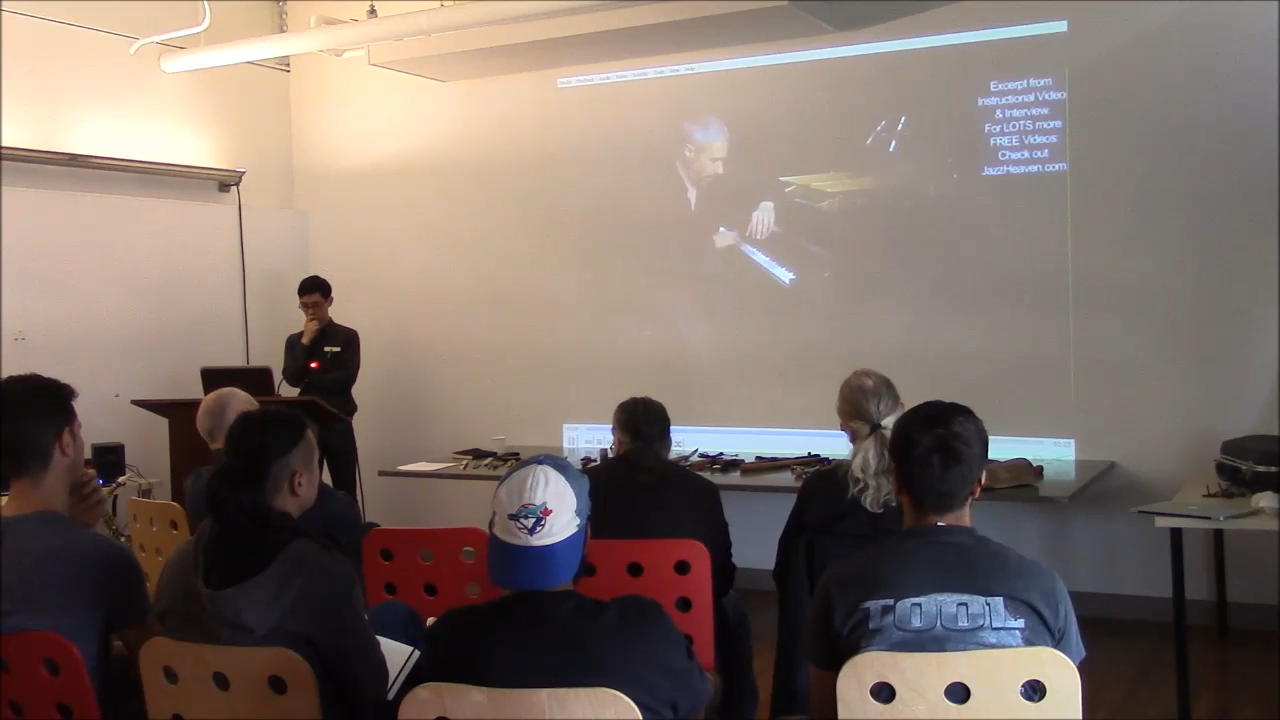 Excerpt from
Instructional Video
& Interview
For LOTS more
FREE Videos:
Check out
JazzHeaven.com
TOOL